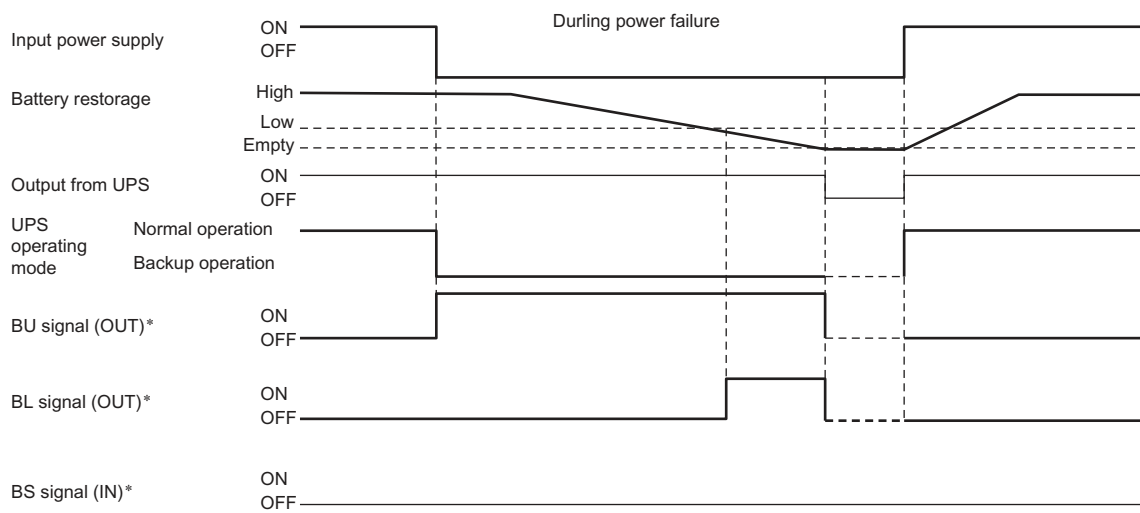 Durling power failure
Input power supply
ON
OFF
Battery restorage
High
Low
Empty
Output from UPS
ON
OFF
UPS
operating
mode
Normal operation
Backup operation
BU signal (OUT)*
ON
OFF
BL signal (OUT)*
ON
OFF
BS signal (IN)*
ON
OFF